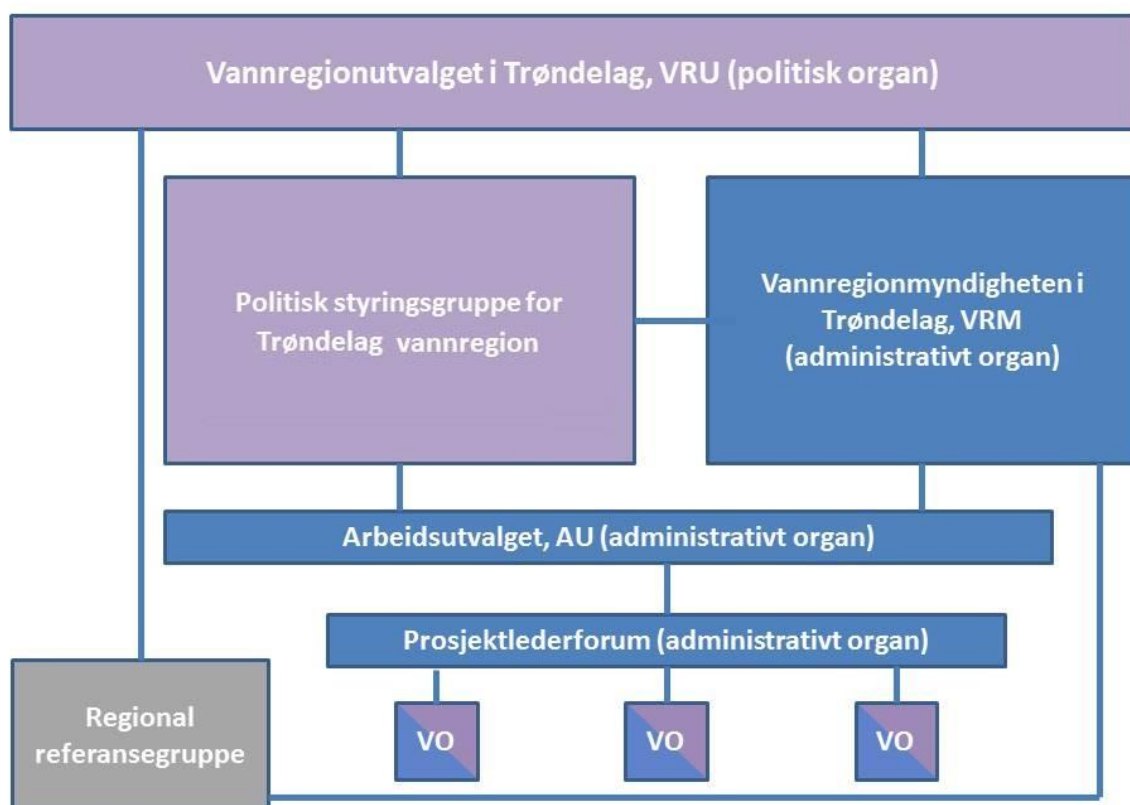 Vannregionutvalget i Trøndelag, VRU (politisk organ)
Politisk styringsgruppe for
Trøndelag vannregion
Vannregionmyndigheten i
Trøndelag, VRM
(administrativt organ)
Arbeidsutvalget, AU (administrativt organ)
Prosjektlederforum (administrativt organ)
Regional
referansegruppe
VO
VO
VO